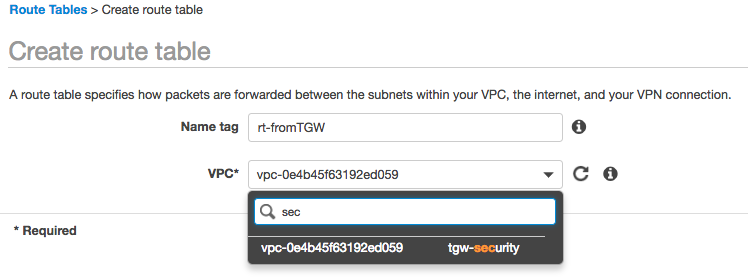 Route Tables > Create route table
Create route table
A route table specifies how packets are forwarded between the subnets within your VPC, the internet, and your VPN connection.
Name tag rt-fromTGW
VPC* vpc-0e4b45f63192ed059
sec
* Required
vpc-0e4b45f63192ed059 tgw-security